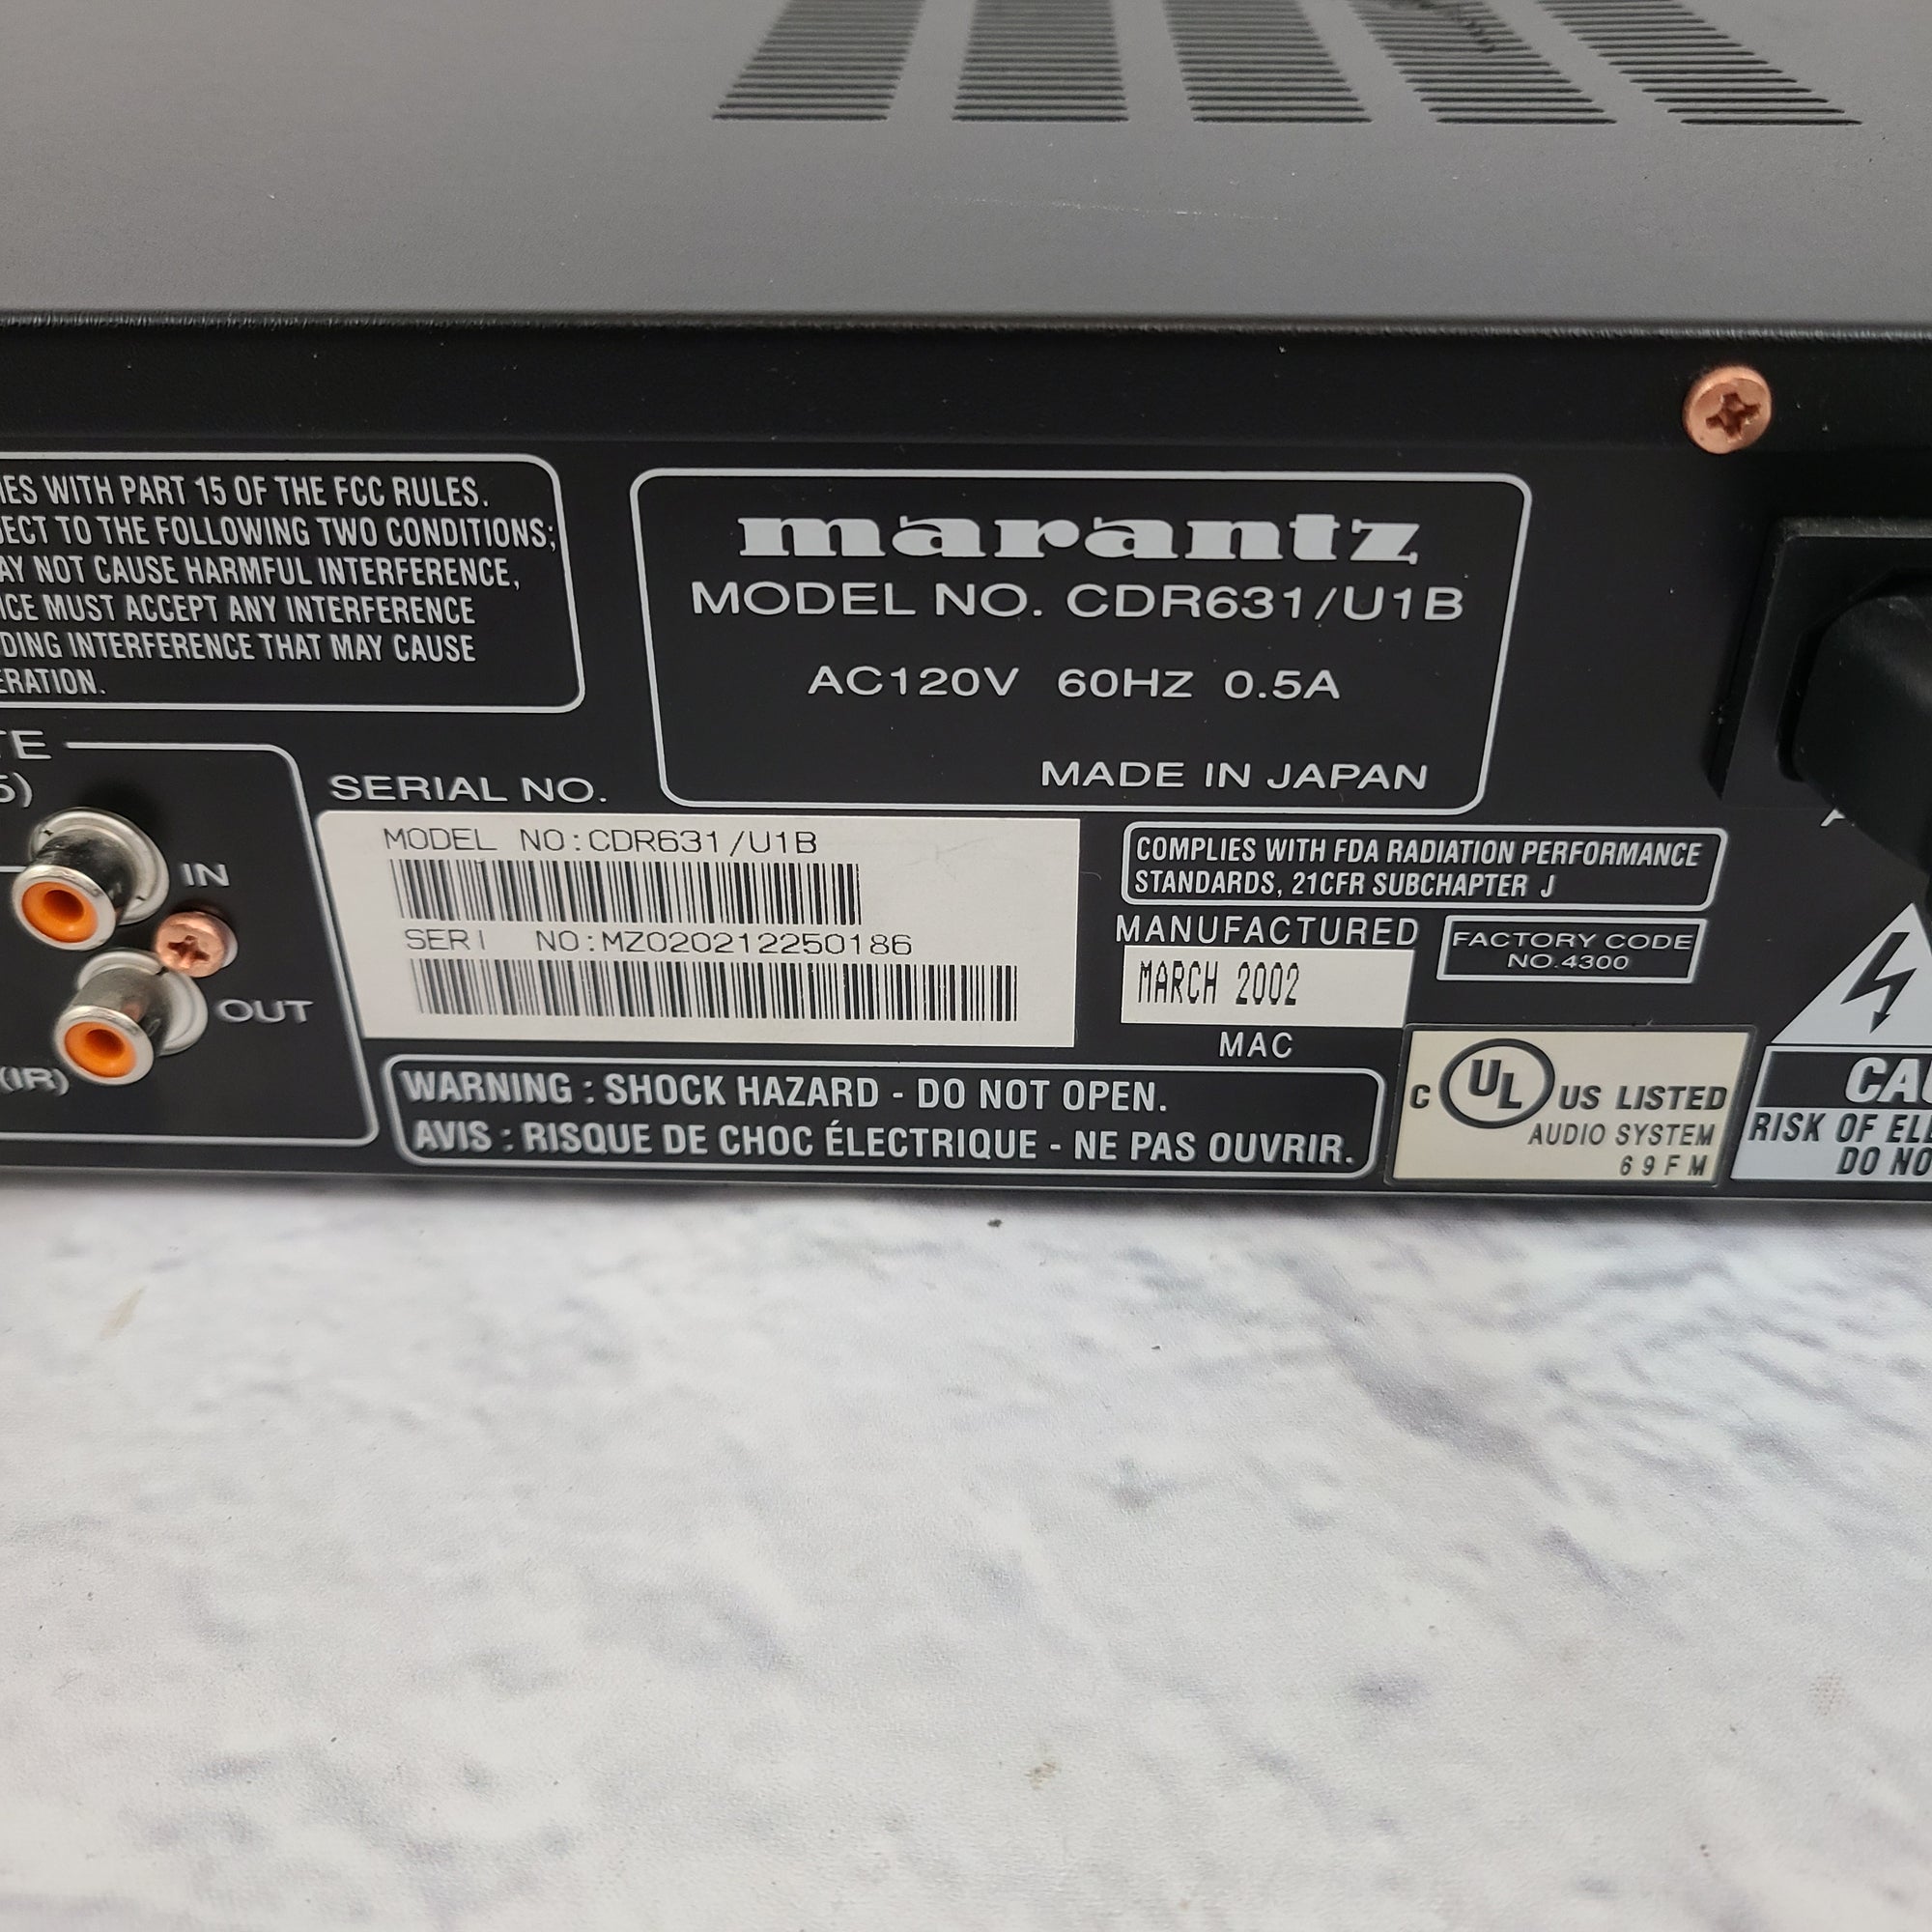 IES WITH PART 15 OF THE FCC RULES.
JECT TO THE FOLLOWING TWO CONDITIONS;
AY NOT CAUSE HARMFUL INTERFERENCE,
ICE MUST ACCEPT ANY INTERFERENCE
DING INTERFERENCE THAT MAY CAUSE
ERATION.
marantz
MODEL NO. CDR631/U1B
AC120V 60HZ 0.5A
MADE IN JAPAN
TE
5)
IN
OUT
(IR)
SERIAL NO.
MODEL NO:CDR631/U1B
SERI NO:MZ020212250186
COMPLIES WITH FDA RADIATION PERFORMANCE
STANDARDS, 21CFR SUBCHAPTER J
MANUFACTURED
MARCH 2002
MAC
FACTORY CODE
NO.4300
WARNING : SHOCK HAZARD - DO NOT OPEN.
AVIS : RISQUE DE CHOC ÉLECTRIQUE - NE PAS OUVRIR.
C UL US LISTED
AUDIO SYSTEM
69FM
CAU
RISK OF ELE
DO NO